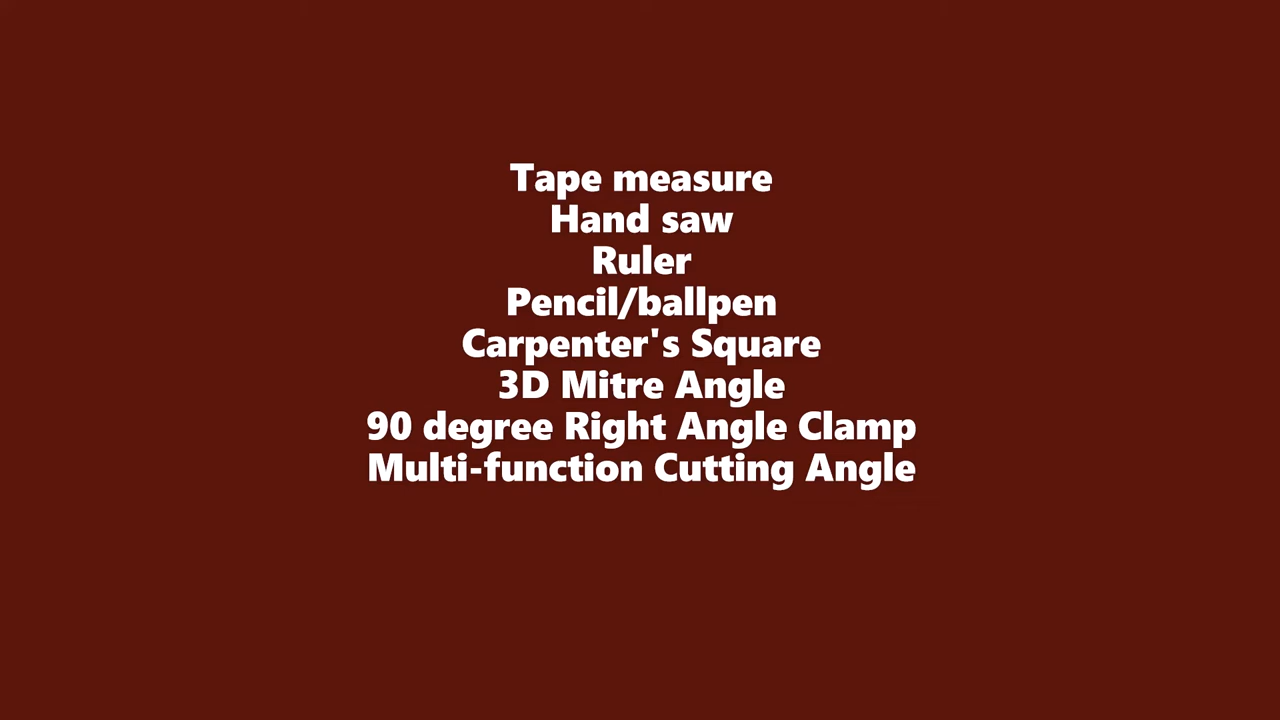 Tape measure
Hand saw
Ruler
Pencil/ballpen
Carpenter's Square
3D Mitre Angle
90 degree Right Angle Clamp
Multi-function Cutting Angle